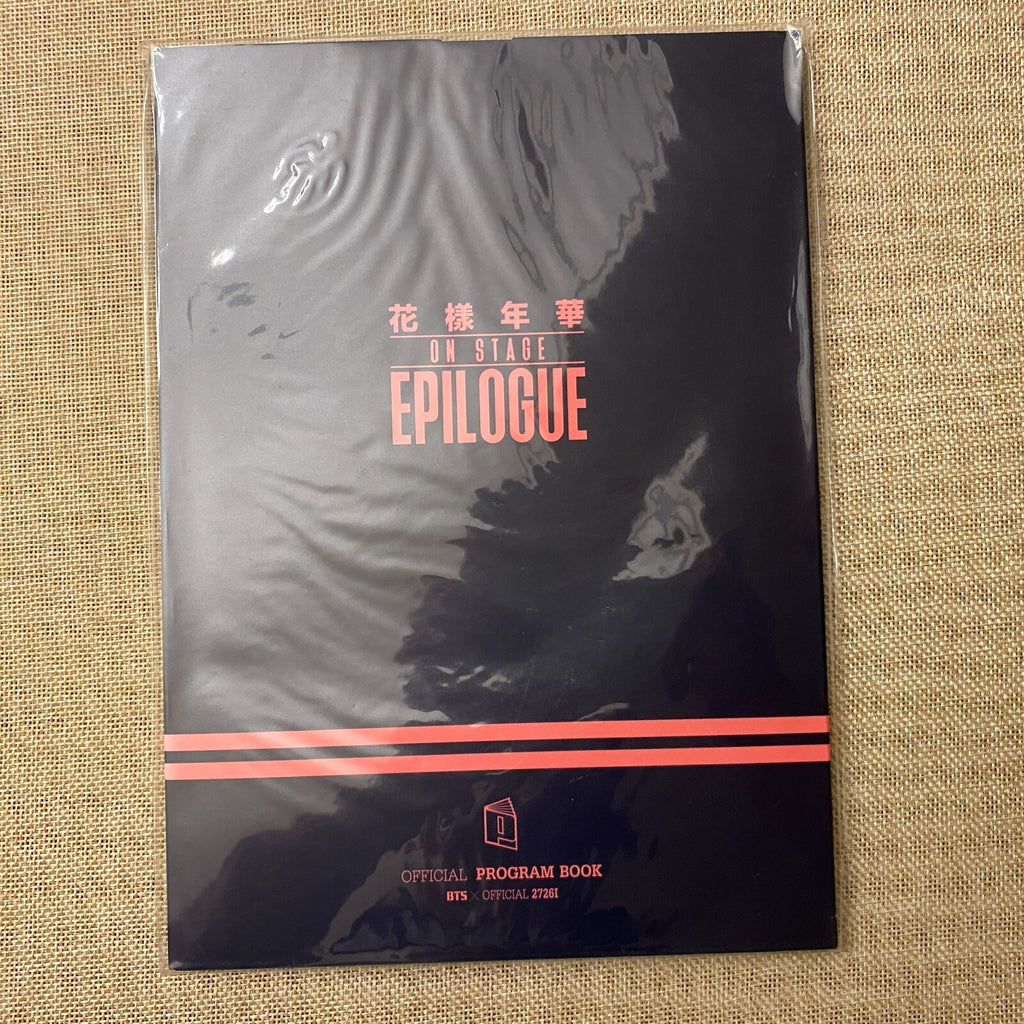 花樣年華
ON STAGE
EPILOGUE
OFFICIAL PROGRAM BOOK
BTS × OFFICIAL 27261